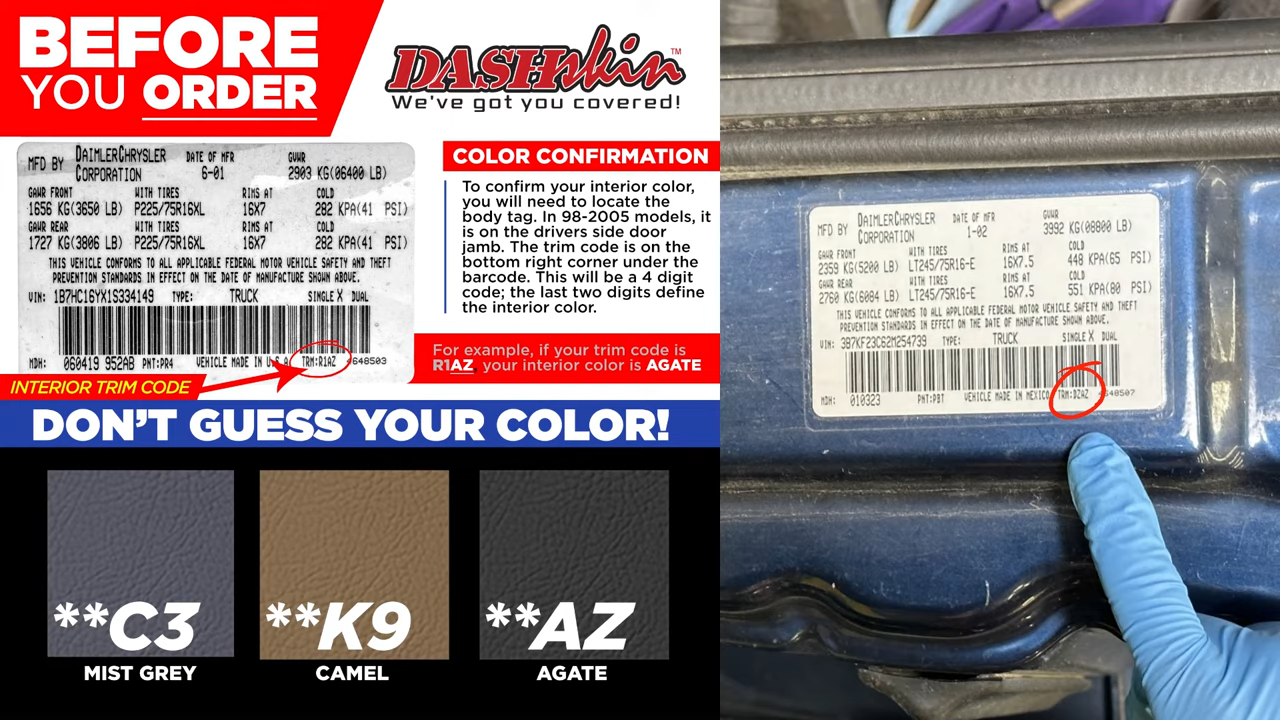 BEFORE
YOU ORDER
DASHskin™
We've got you covered!
MFD BY DAIMLERCHRYSLER CORPORATION DATE OF MFR 6-01 GVWR 2903 KG(06400 LB)
GAWR FRONT WITH TIRES RIMS AT COLD
1656 KG(3650 LB) P225/75R16XL 16X7 282 KPA(41 PSI)
GAWR REAR WITH TIRES RIMS AT COLD
1727 KG(3806 LB) P225/75R16XL 16X7 282 KPA(41 PSI)
THIS VEHICLE CONFORMS TO ALL APPLICABLE FEDERAL MOTOR VEHICLE SAFETY AND THEFT
PREVENTION STANDARDS IN EFFECT ON THE DATE OF MANUFACTURE SHOWN ABOVE.
VIN: 1B7HC16YX1S334149 TYPE: TRUCK SINGLE X DUAL
MDH: 060419 952AB PNT:PR4 VEHICLE MADE IN U.S.A TRM:R1AZ 4648503
INTERIOR TRIM CODE
COLOR CONFIRMATION
To confirm your interior color,
you will need to locate the
body tag. In 98-2005 models, it
is on the drivers side door
jamb. The trim code is on the
bottom right corner under the
barcode. This will be a 4 digit
code; the last two digits define
the interior color.
For example, if your trim code is
R1AZ, your interior color is AGATE
DON'T GUESS YOUR COLOR!
**C3
MIST GREY
**K9
CAMEL
**AZ
AGATE
MFD BY DAIMLERCHRYSLER CORPORATION DATE OF MFR 1-02 GVWR 3992 KG(08800 LB)
GAWR FRONT WITH TIRES RIMS AT COLD
2359 KG(5200 LB) LT245/75R16-E 16X7.5 448 KPA(65 PSI)
GAWR REAR WITH TIRES RIMS AT COLD
2760 KG(6084 LB) LT245/75R16-E 16X7.5 551 KPA(80 PSI)
THIS VEHICLE CONFORMS TO ALL APPLICABLE FEDERAL MOTOR VEHICLE SAFETY AND THEFT
PREVENTION STANDARDS IN EFFECT ON THE DATE OF MANUFACTURE SHOWN ABOVE.
VIN: 3B7KF23C62M254739 TYPE: TRUCK SINGLE X DUAL
MDH: 010323 PNT:PBT VEHICLE MADE IN MEXICO TRM:DZAZ 4648507